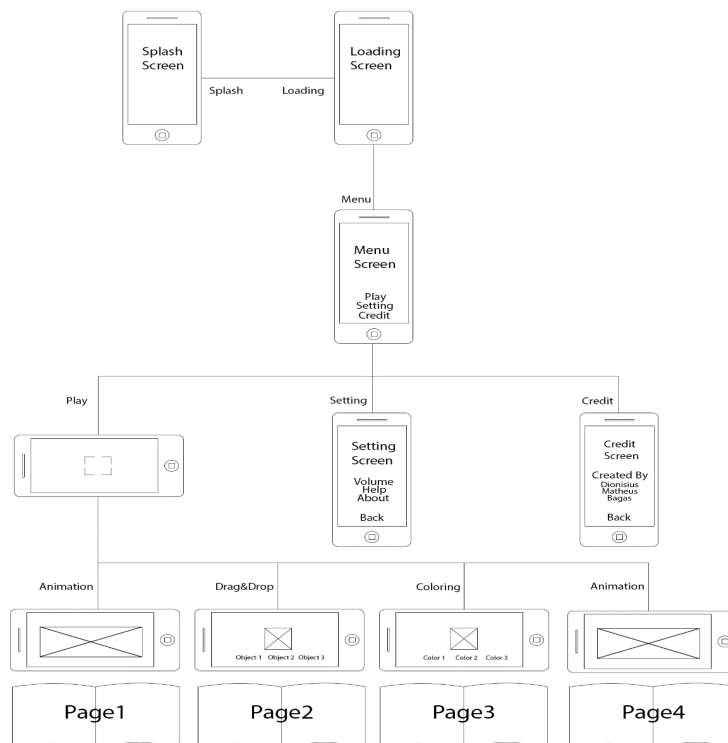 Splash
Screen
Loading
Screen
Splash
Loading
Menu
Menu
Screen
Play
Setting
Credit
Play
Setting
Credit
Setting
Screen
Volume
Help
About
Back
Credit
Screen
Created By
Dionisius
Matheus
Bagas
Back
Animation
Drag&Drop
Coloring
Animation
Object 1 Object 2 Object 3
Color 1 Color 2 Color 3
Page1
Page2
Page3
Page4